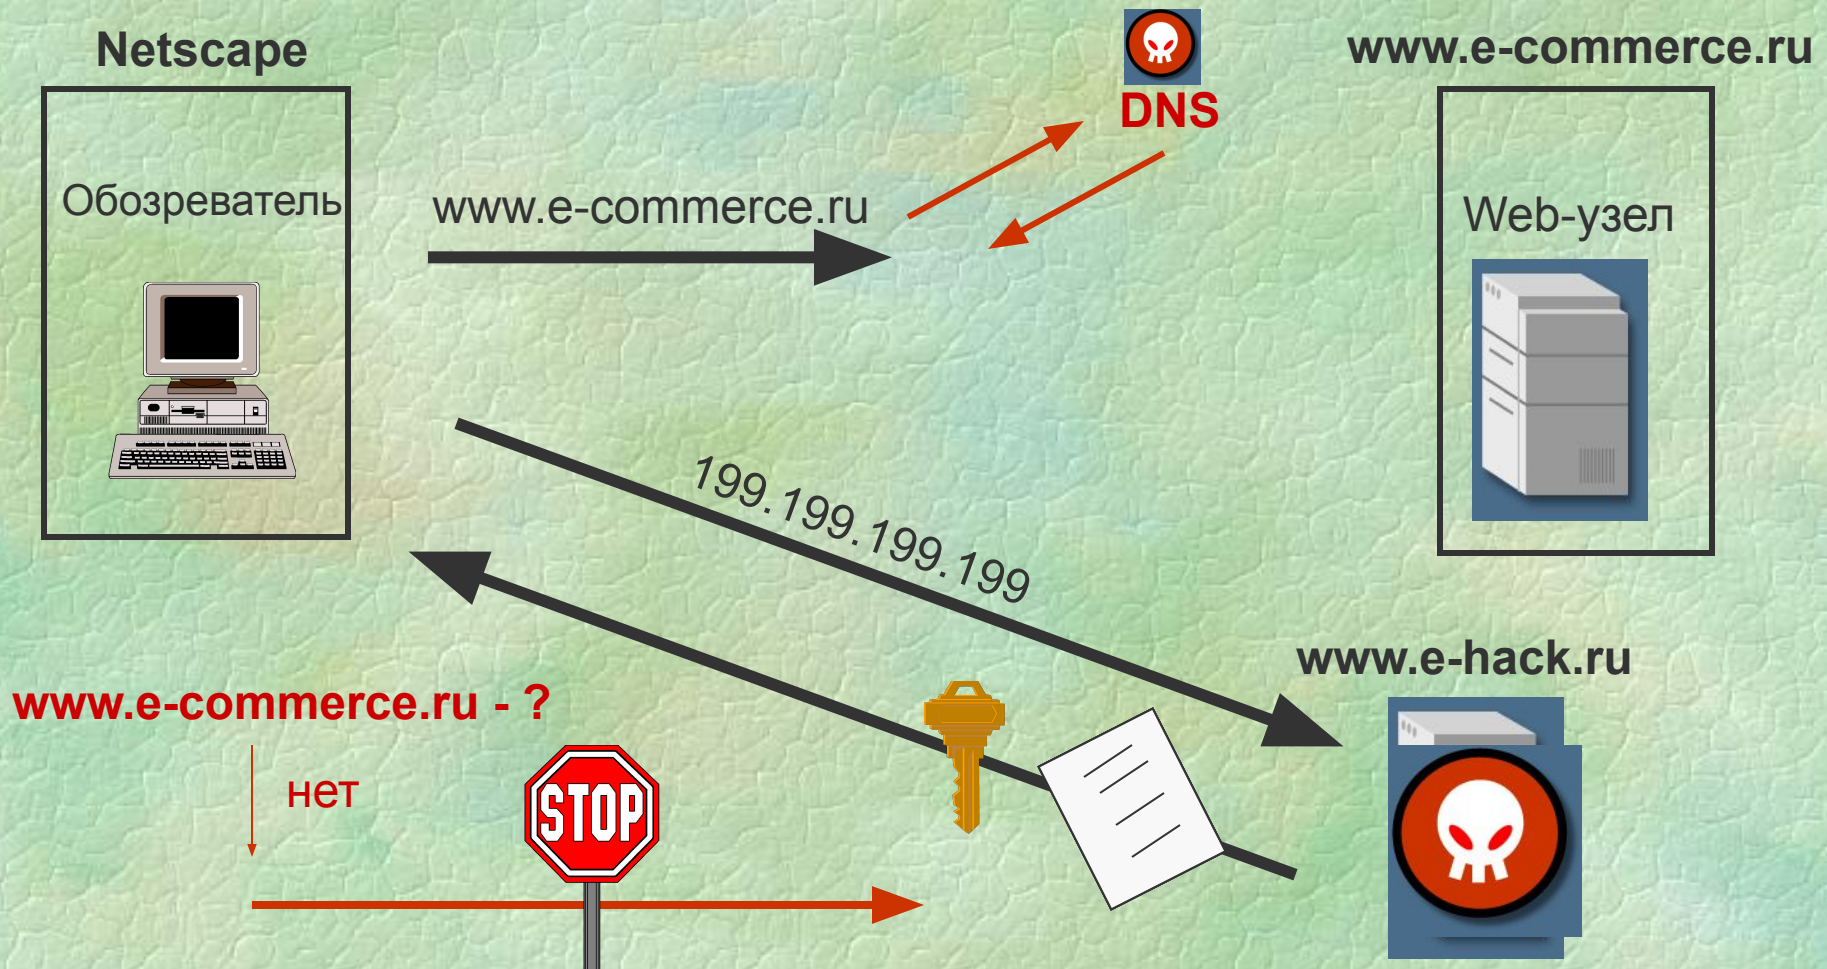 Netscape
DNS
www.e-commerce.ru
Обозреватель
www.e-commerce.ru
Web-узел
199.199.199.199
www.e-hack.ru
www.e-commerce.ru - ?
нет
STOP